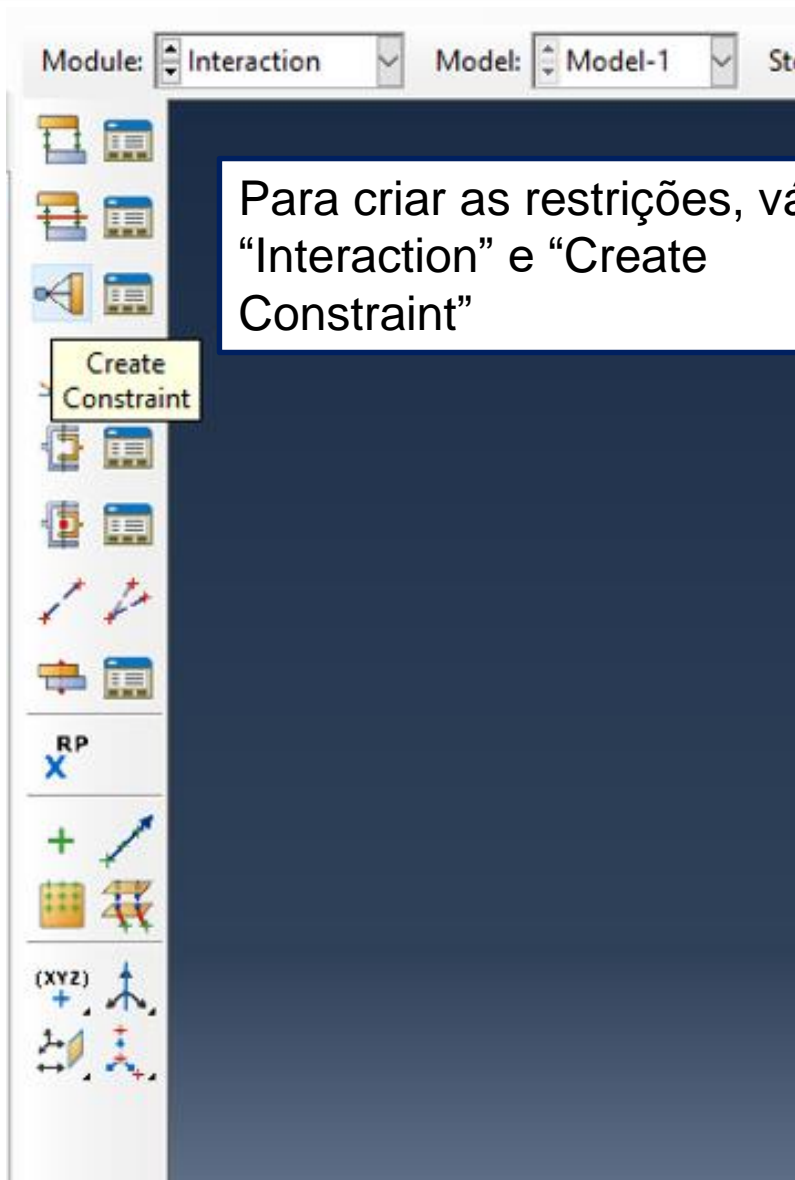 Module: Interaction Model: Model-1
Para criar as restrições, vá
“Interaction” e “Create
Constraint”
Create
Constraint
RP
(XYZ)